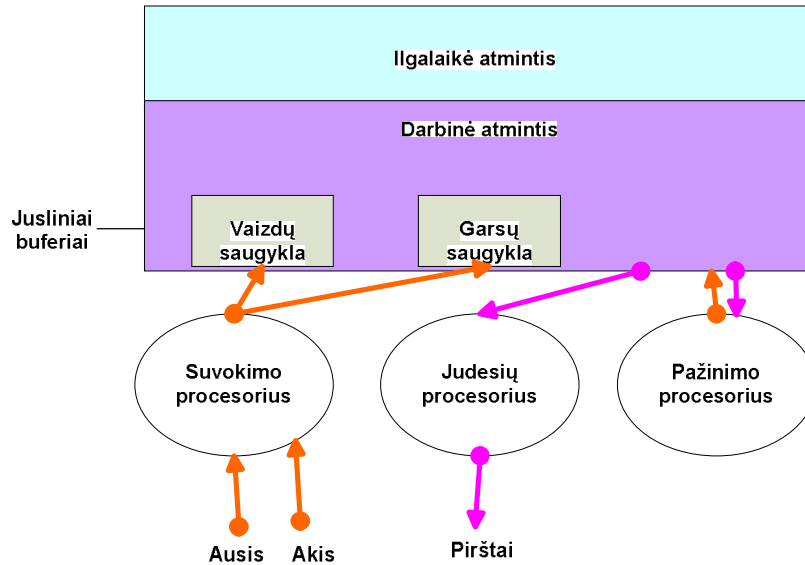 Ilgalaikė atmintis
Darbinė atmintis
Jusliniai
buferiai
Vaizdų
saugykla
Garsų
saugykla
Suvokimo
procesorius
Judesių
procesorius
Pažinimo
procesorius
Ausis
Akis
Pirštai